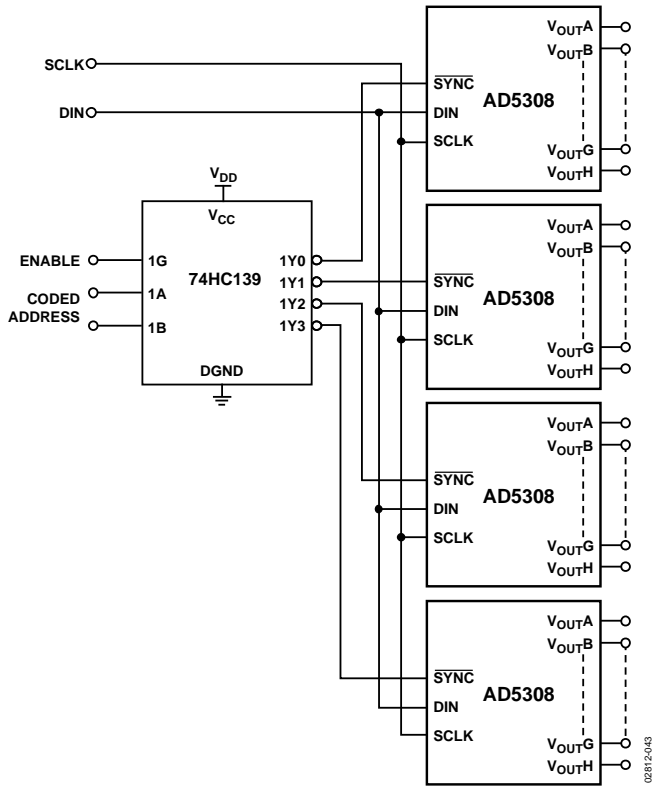 SCLK
DIN
V_DD
V_CC
ENABLE
CODED
ADDRESS
1G
1A
1B
74HC139
1Y0
1Y1
1Y2
1Y3
DGND
SYNC
DIN
SCLK
AD5308
V_OUTA
V_OUTB
V_OUTG
V_OUTH
SYNC
DIN
SCLK
AD5308
V_OUTA
V_OUTB
V_OUTG
V_OUTH
SYNC
DIN
SCLK
AD5308
V_OUTA
V_OUTB
V_OUTG
V_OUTH
SYNC
DIN
SCLK
AD5308
V_OUTA
V_OUTB
V_OUTG
V_OUTH
02812-043